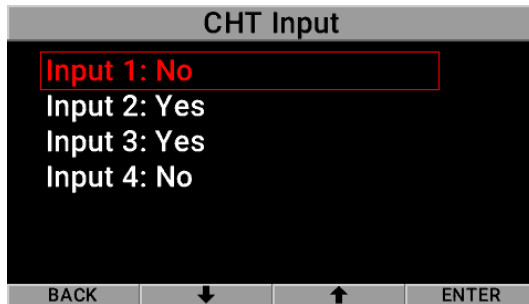 CHT Input
Input 1: No
Input 2: Yes
Input 3: Yes
Input 4: No
BACK ENTER